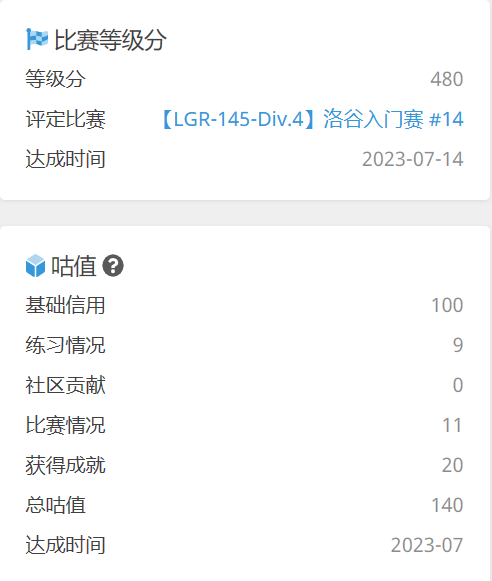 比赛等级分
等级分 480
评定比赛 【LGR-145-Div.4】洛谷入门赛 #14
达成时间 2023-07-14
咕值 ?
基础信用 100
练习情况 9
社区贡献 0
比赛情况 11
获得成就 20
总咕值 140
达成时间 2023-07